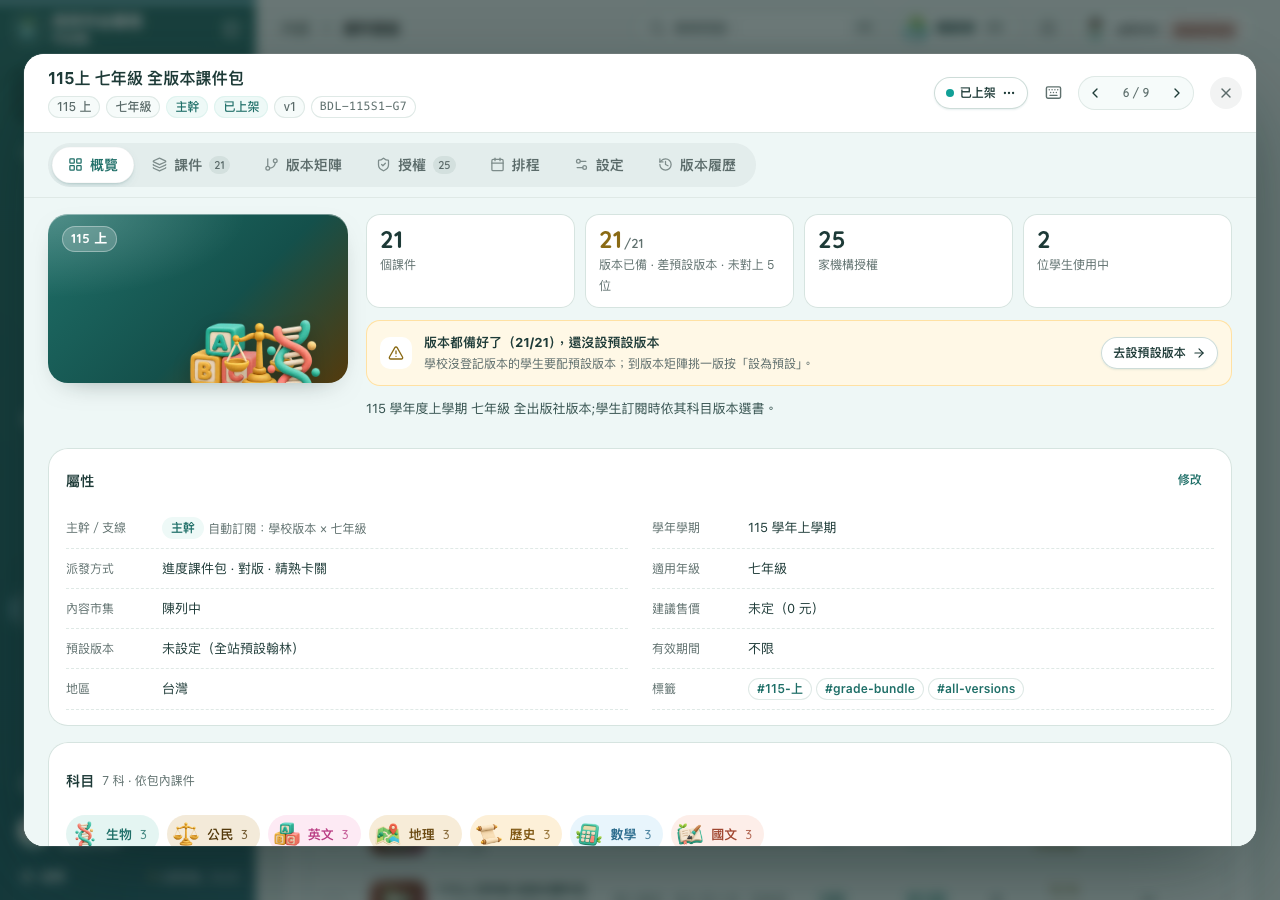 115上 七年級 全版本課件包
115 上
七年級
主幹
已上架
v1
BDL-115S1-G7
已上架 ···
6 / 9
概覽
課件 21
版本矩陣
授權 25
排程
設定
版本履歷
115 上
A
B
C
21
個課件
21/21
版本已備 · 差預設版本 · 未對上 5
位
25
家機構授權
2
位學生使用中
版本都備好了（21/21），還沒設預設版本
學校沒登記版本的學生要配預設版本；到版本矩陣挑一版按「設為預設」。
去設預設版本
115 學年度上學期 七年級 全出版社版本;學生訂閱時依其科目版本選書。
屬性
修改
主幹 / 支線
主幹 自動訂閱：學校版本 × 七年級
學年學期
115 學年上學期
派發方式
進度課件包 · 對版 · 精熟卡關
適用年級
七年級
內容市集
陳列中
建議售價
未定（0 元）
預設版本
未設定（全站預設翰林）
有效期間
不限
地區
台灣
標籤
#115-上
#grade-bundle
#all-versions
科目 7 科 · 依包內課件
生物 3
公民 3
英文 3
地理 3
歷史 3
數學 3
國文 3